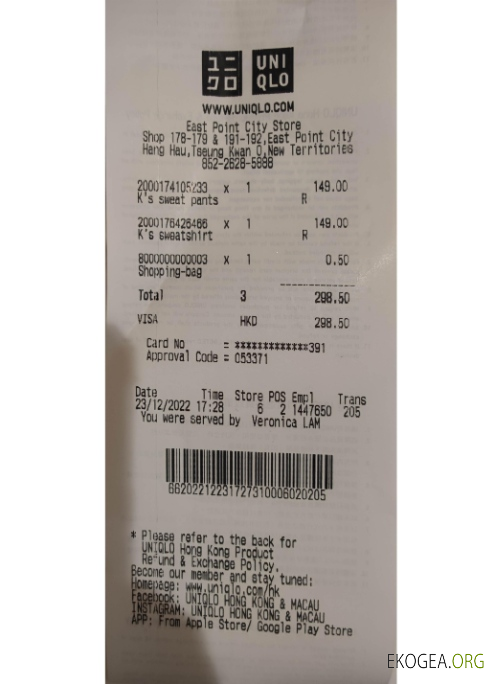 ユニ UNI
クロ QLO
WWW.UNIQLO.COM
East Point City Store
Shop 178-179 & 191-192,East Point City
Hang Hau,Tseung Kwan O,New Territories
852-2628-5888
2000174105233 x 1 149.00
K's sweat pants R
2000176426466 x 1 149.00
K's sweatshirt R
8000000000003 x 1 0.50
Shopping-bag
Total 3 298.50
VISA HKD 298.50
Card No = *************391
Approval Code = 053371
Date Time Store POS Empl Trans
23/12/2022 17:28 6 2 1447650 205
You were served by Veronica LAM
66202212231727310006020205
* Please refer to the back for
UNIQLO Hong Kong Product
Refund & Exchange Policy.
Become our member and stay tuned:
Homepage: www.uniqlo.com/hk
Facebook: UNIQLO HONG KONG & MACAU
INSTAGRAM: UNIQLO HONG KONG & MACAU
APP: From Apple Store/ Google Play Store
EKOGEA.ORG